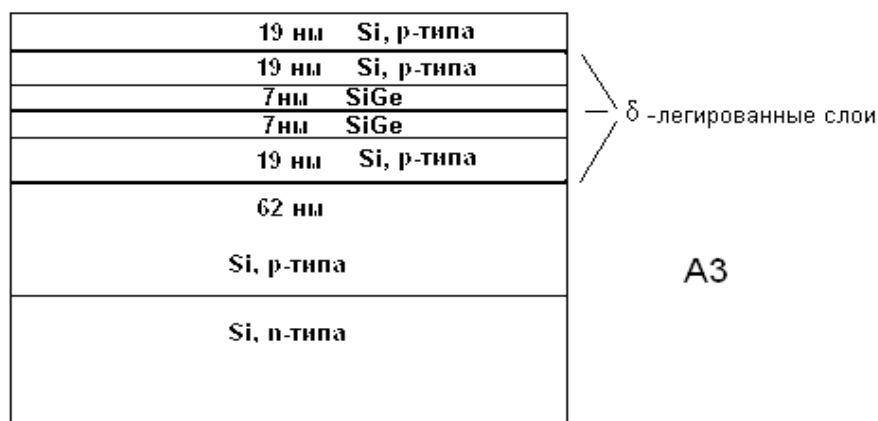 19 нм Si, p-типа
19 нм Si, p-типа
7нм SiGe
7нм SiGe
δ -легированные слои
19 нм Si, p-типа
62 нм
Si, p-типа
A3
Si, n-типа